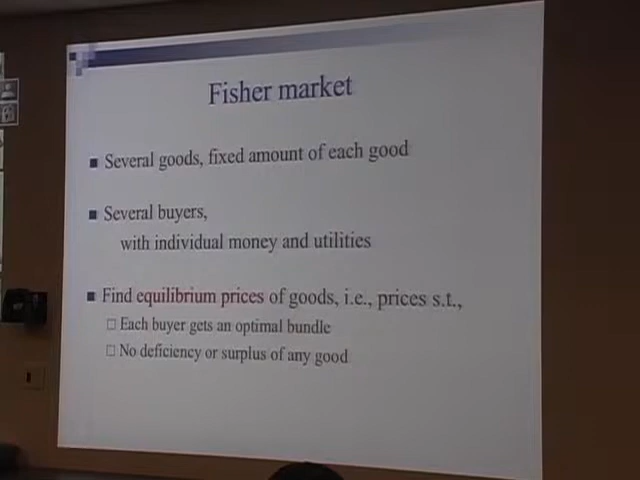 Fisher market
Several goods, fixed amount of each good
Several buyers,
with individual money and utilities
Find equilibrium prices of goods, i.e., prices s.t.,
Each buyer gets an optimal bundle
No deficiency or surplus of any good